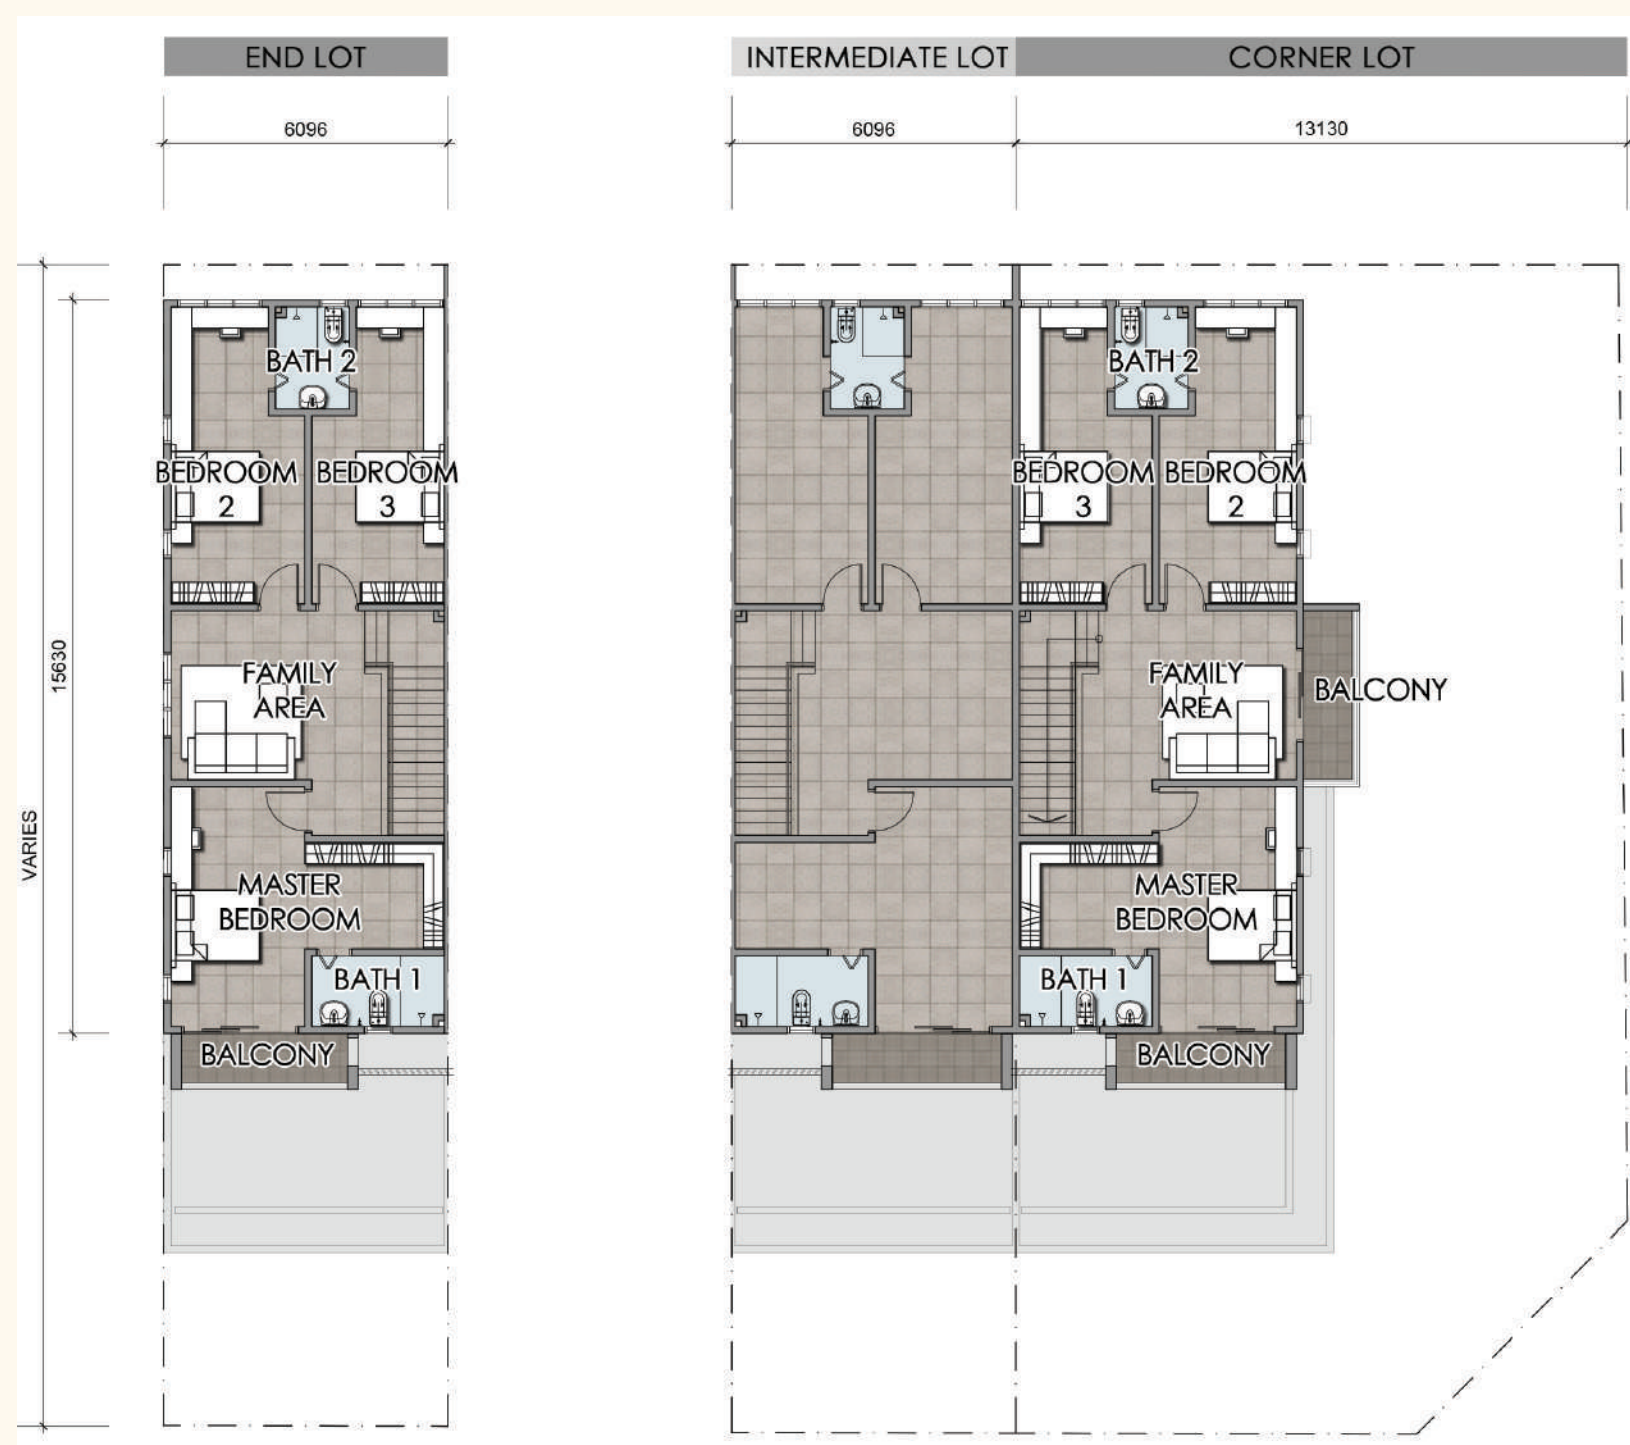 END LOT
INTERMEDIATE LOT
CORNER LOT
6096
6096
13130
BATH 2
BATH 2
BEDROOM
2
BEDROOM
3
BEDROOM
3
BEDROOM
2
15630
VARIES
FAMILY
AREA
FAMILY
AREA
BALCONY
MASTER
BEDROOM
MASTER
BEDROOM
BATH 1
BATH 1
BALCONY
BALCONY